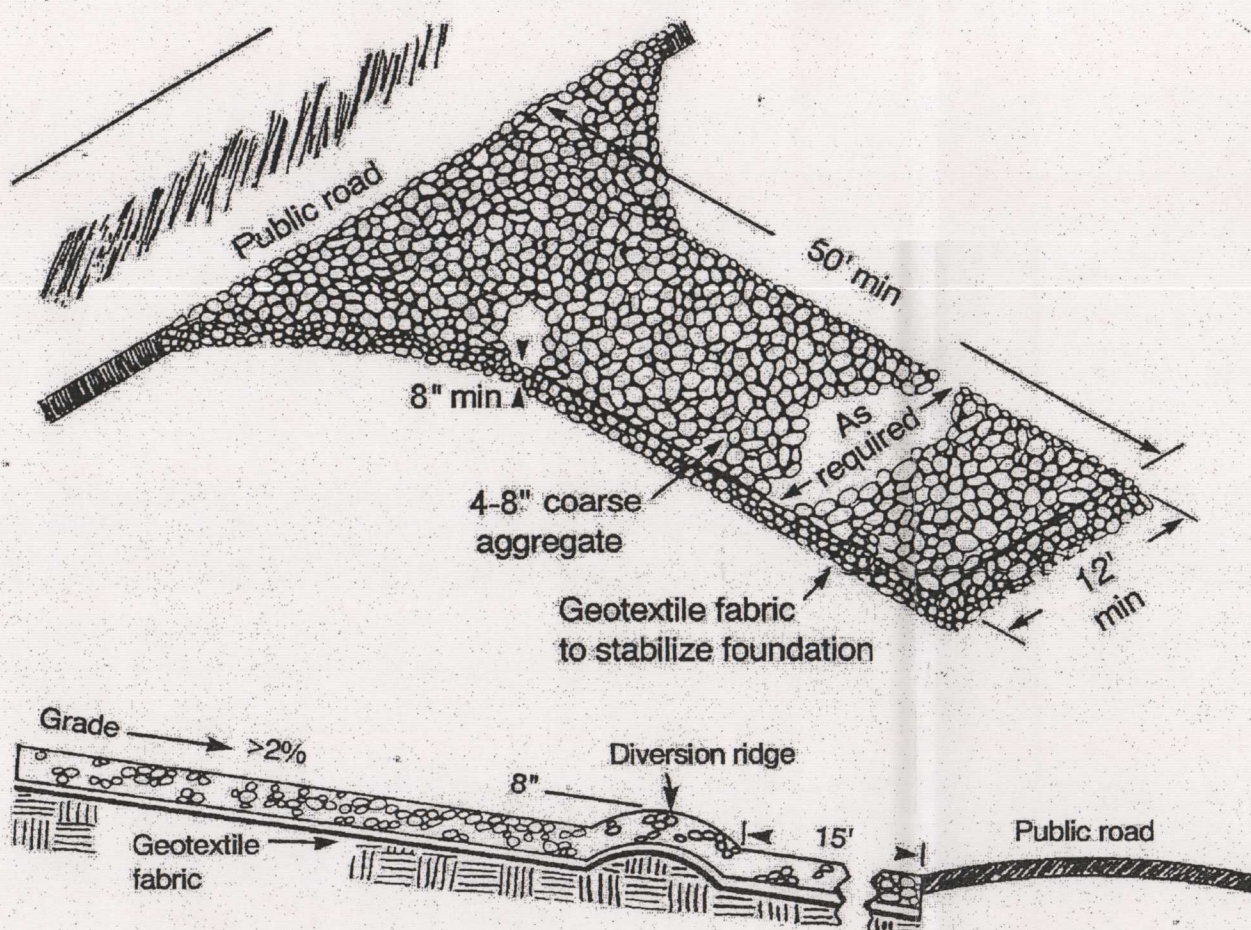 Public road
50' min
8" min
As
required
4-8" coarse
aggregate
12'
min
Geotextile fabric
to stabilize foundation
Grade >2%
Diversion ridge
8"
15'
Public road
Geotextile
fabric